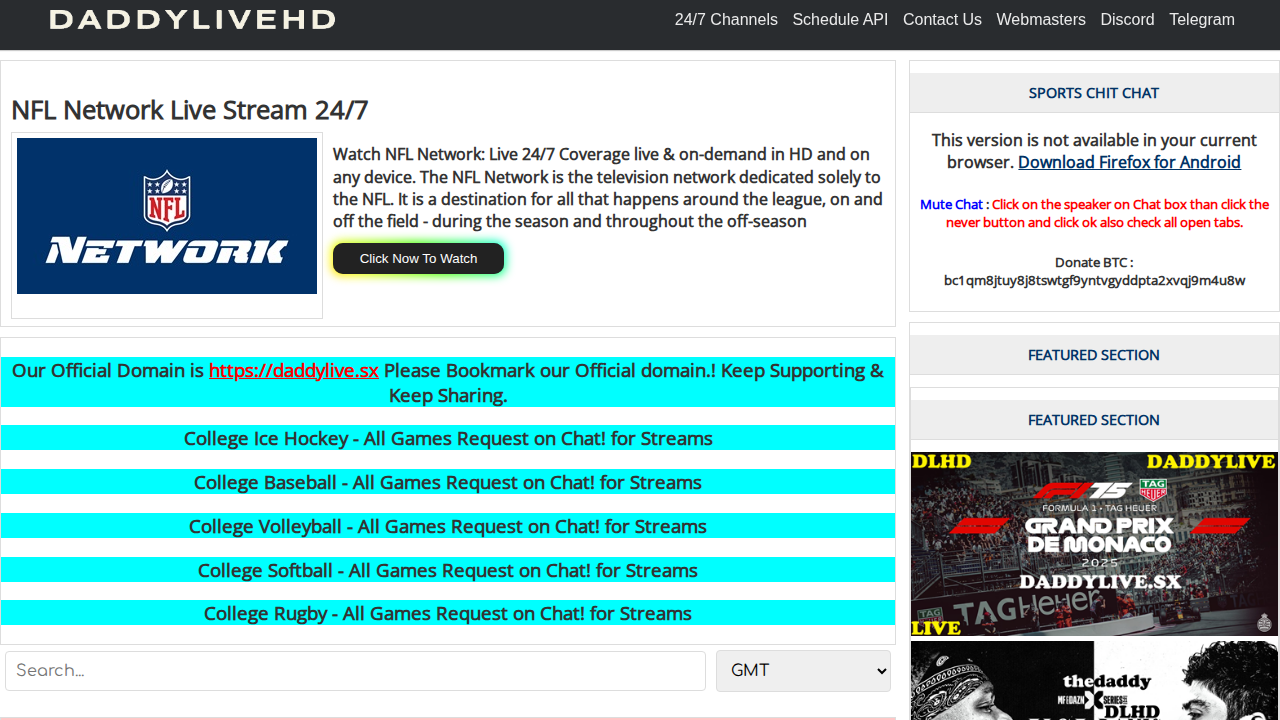 DADDYLIVEHD
24/7 Channels Schedule API Contact Us Webmasters Discord Telegram
NFL Network Live Stream 24/7
NFL
NETWORK
Watch NFL Network: Live 24/7 Coverage live & on-demand in HD and on
any device. The NFL Network is the television network dedicated solely to
the NFL. It is a destination for all that happens around the league, on and
off the field - during the season and throughout the off-season
Click Now To Watch
Our Official Domain is https://daddylive.sx Please Bookmark our Official domain.! Keep Supporting &
Keep Sharing.
College Ice Hockey - All Games Request on Chat! for Streams
College Baseball - All Games Request on Chat! for Streams
College Volleyball - All Games Request on Chat! for Streams
College Softball - All Games Request on Chat! for Streams
College Rugby - All Games Request on Chat! for Streams
Search...
GMT
SPORTS CHIT CHAT
This version is not available in your current
browser. Download Firefox for Android
Mute Chat : Click on the speaker on Chat box than click the
never button and click ok also check all open tabs.
Donate BTC :
bc1qm8jtuy8j8tswtgf9yntvgyddpta2xvqj9m4u8w
FEATURED SECTION
FEATURED SECTION
DLHD DADDYLIVE
F1 75 TAG HEUER
FORMULA 1 • TAG HEUER
GRAND PRIX
DE MONACO
2025
DADDYLIVE.SX
TAG HEUER
TAGHeuer
LIVE
thedaddy
MF|DAZN X SERIES
DLHD